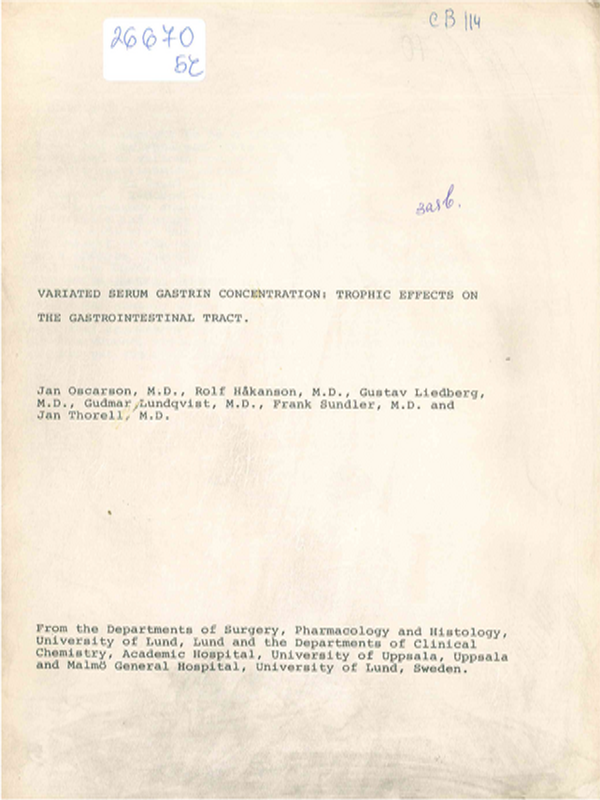 26670
52
CB 114
VARIATED SERUM GASTRIN CONCENTRATION; TROPHIC EFFECTS ON
THE GASTROINTESTINAL TRACT.
Jan Oscarson, M.D., Rolf Håkanson, M.D., Gustav Liedberg,
M.D., Gudmar Lundqvist, M.D., Frank Sundler, M.D. and
Jan Thorell, M.D.
From the Departments of Surgery, Pharmacology and Histology,
University of Lund, Lund and the Departments of Clinical
Chemistry, Academic Hospital, University of Uppsala, Uppsala
and Malmö General Hospital, University of Lund, Sweden.